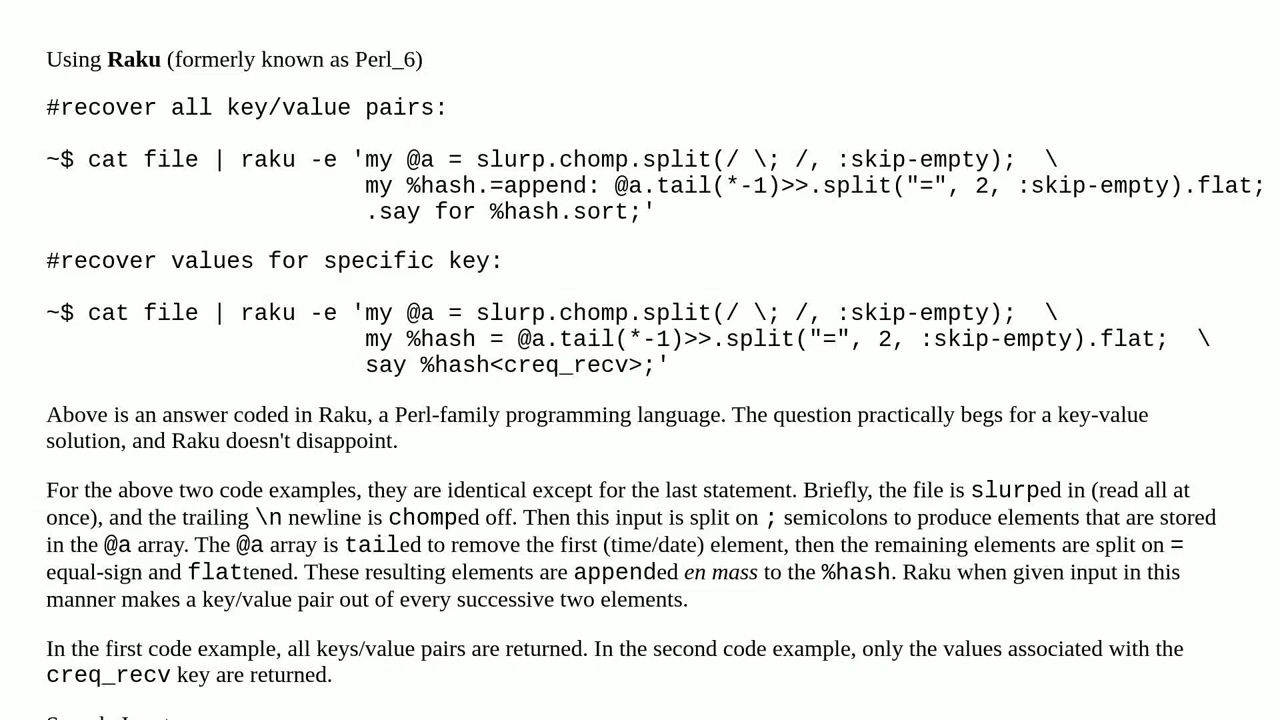 Using Raku (formerly known as Perl_6)
#recover all key/value pairs:
~$ cat file | raku -e 'my @a = slurp.chomp.split(/ \; /, :skip-empty);  \
my %hash.=append: @a.tail(*-1)>>.split("=", 2, :skip-empty).flat;
.say for %hash.sort;'
#recover values for specific key:
~$ cat file | raku -e 'my @a = slurp.chomp.split(/ \; /, :skip-empty);  \
my %hash = @a.tail(*-1)>>.split("=", 2, :skip-empty).flat;  \
say %hash<creq_recv>;'
Above is an answer coded in Raku, a Perl-family programming language. The question practically begs for a key-value
solution, and Raku doesn't disappoint.
For the above two code examples, they are identical except for the last statement. Briefly, the file is slurped in (read all at
once), and the trailing \n newline is chomped off. Then this input is split on ; semicolons to produce elements that are stored
in the @a array. The @a array is tailed to remove the first (time/date) element, then the remaining elements are split on =
equal-sign and flattened. These resulting elements are appended en mass to the %hash. Raku when given input in this
manner makes a key/value pair out of every successive two elements.
In the first code example, all keys/value pairs are returned. In the second code example, only the values associated with the
creq_recv key are returned.